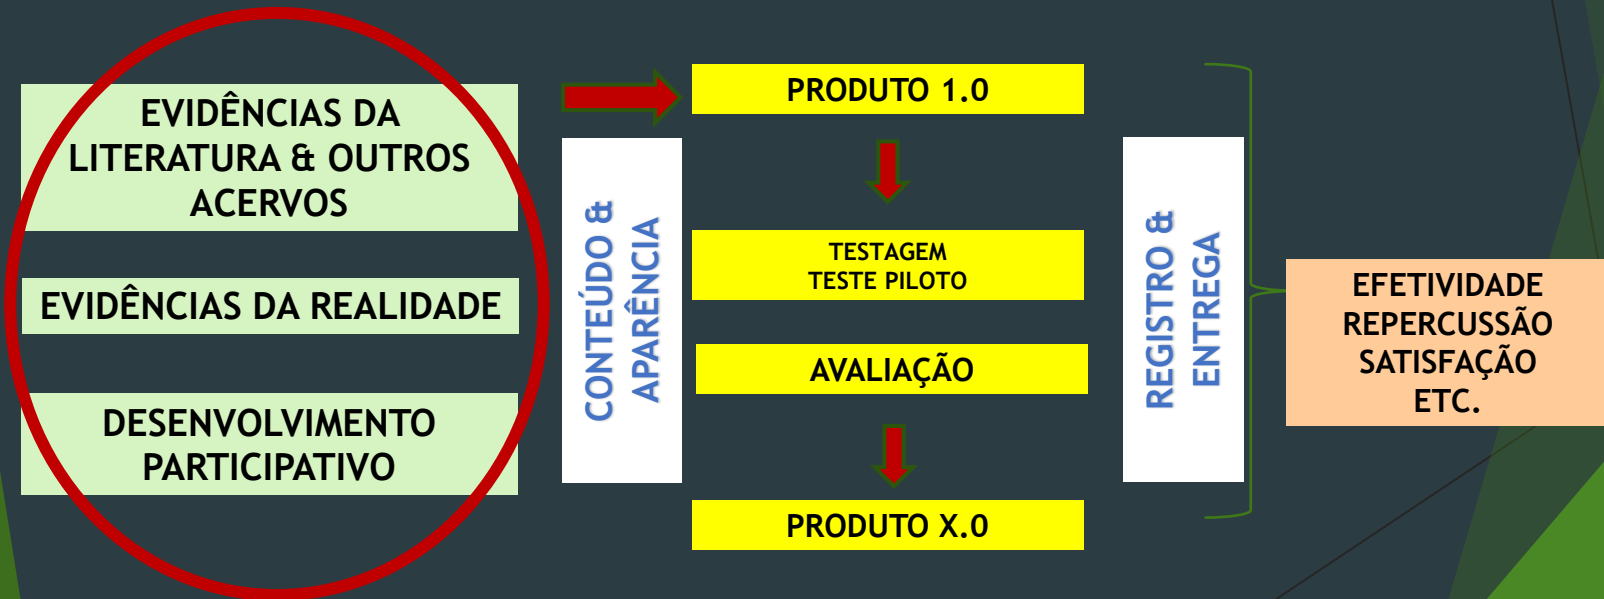 EVIDÊNCIAS DA
LITERATURA & OUTROS
ACERVOS
EVIDÊNCIAS DA REALIDADE
DESENVOLVIMENTO
PARTICIPATIVO
CONTEÚDO &
APARÊNCIA
PRODUTO 1.0
TESTAGEM
TESTE PILOTO
AVALIAÇÃO
PRODUTO X.0
REGISTRO &
ENTREGA
EFETIVIDADE
REPERCUSSÃO
SATISFAÇÃO
ETC.